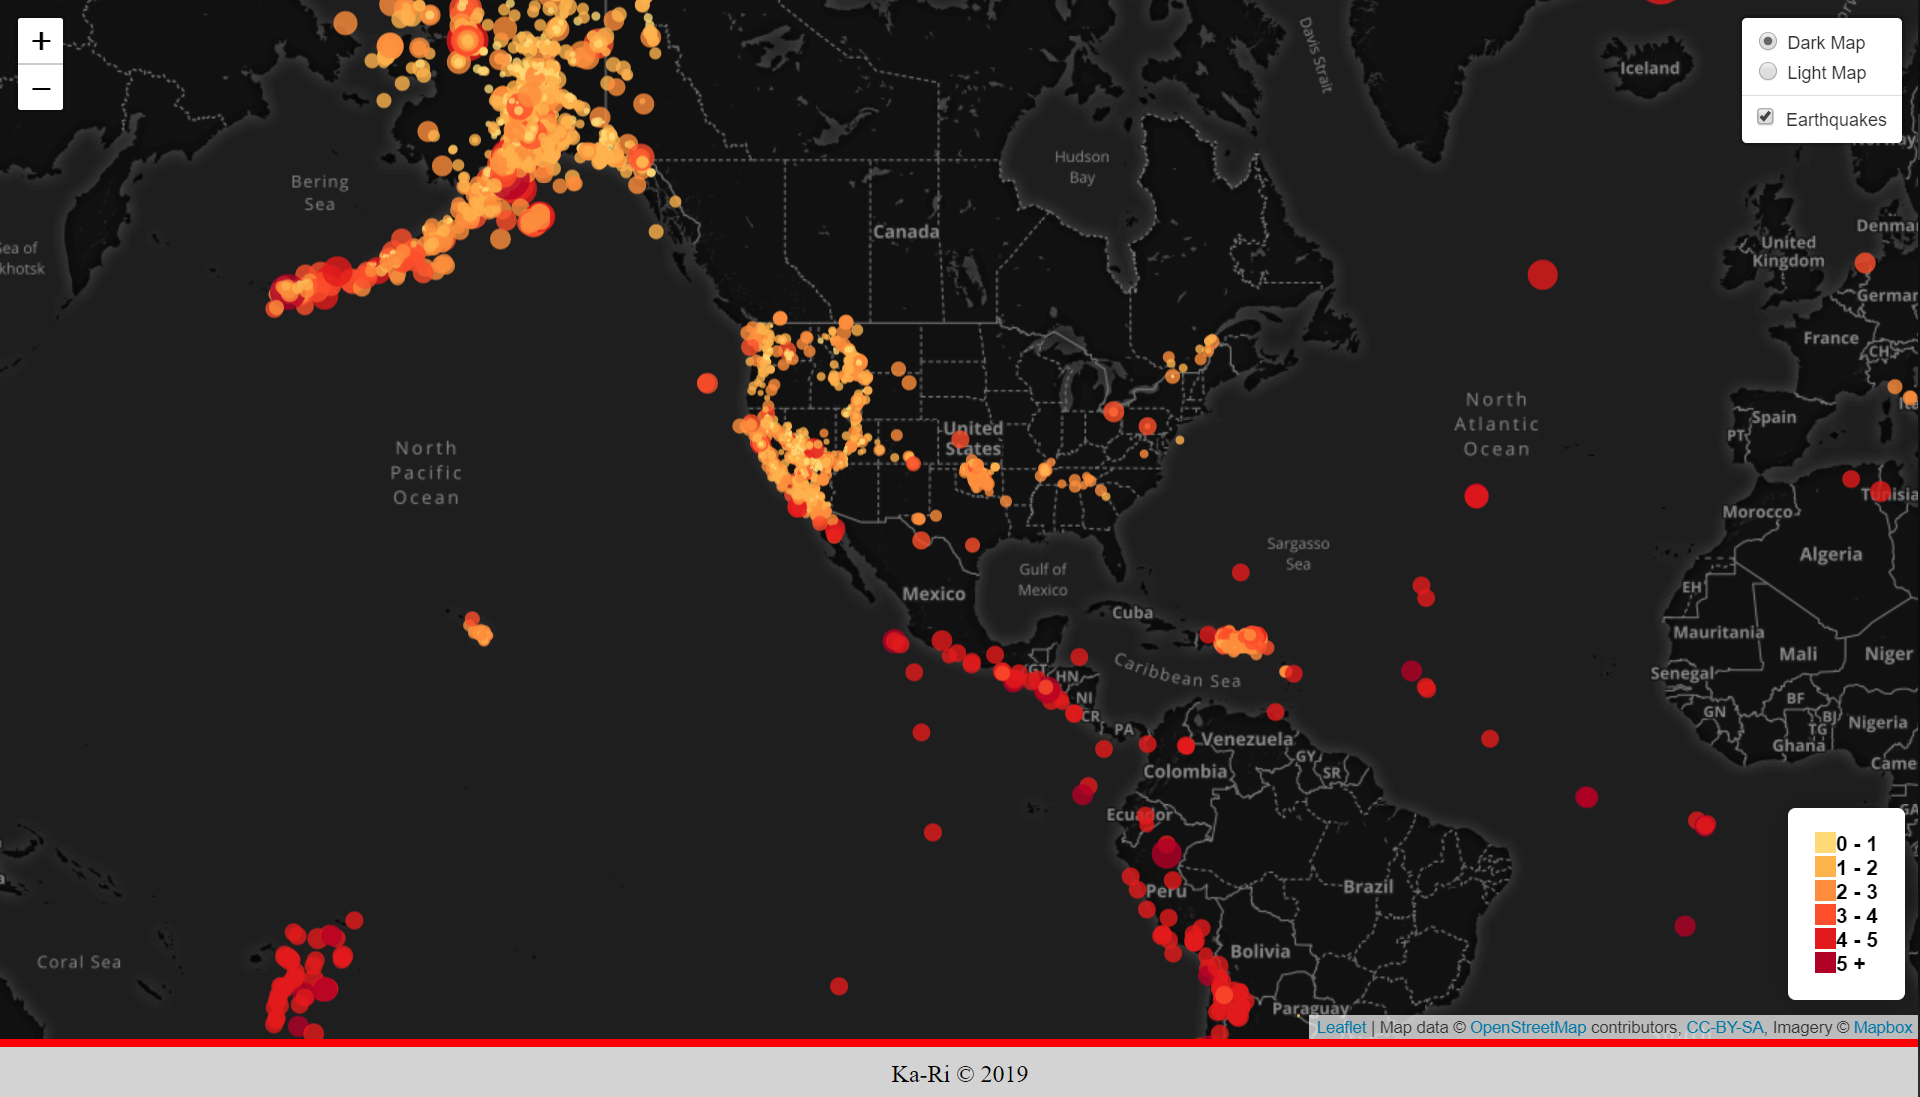 +
−
Dark Map
Light Map
Earthquakes
Davis Strait
Iceland
Hudson
Bay
Bering
Sea
Sea of
khotsk
Canada
United
Kingdom
Denmar
German
France
CH
Spain
PT
North
Atlantic
Ocean
United
States
North
Pacific
Ocean
Tunisia
Morocco
Algeria
Sargasso
Sea
Gulf of
Mexico
Mexico
Cuba
EH
Mauritania
Mali
Niger
Senegal
Caribbean Sea
GT
HN
NI
CR
PA
BF
GN
BJ
TG
Nigeria
Ghana
Came
GA
Venezuela
GY
SR
Colombia
Ecuador
Peru
Brazil
Bolivia
Paraguay
Coral Sea
0 - 1
1 - 2
2 - 3
3 - 4
4 - 5
5 +
Leaflet | Map data © OpenStreetMap contributors, CC-BY-SA, Imagery © Mapbox
Ka-Ri © 2019